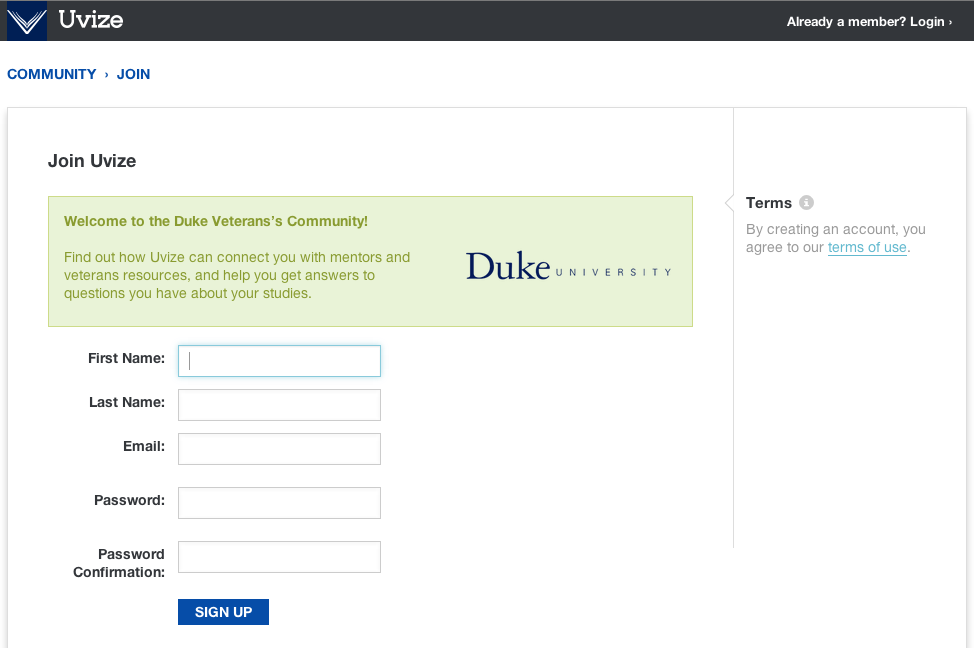 Uvize
Already a member? Login ›
COMMUNITY › JOIN
Join Uvize
Welcome to the Duke Veterans's Community!
Find out how Uvize can connect you with mentors and
veterans resources, and help you get answers to
questions you have about your studies.
Duke UNIVERSITY
First Name:
Last Name:
Email:
Password:
Password
Confirmation:
SIGN UP
Terms i
By creating an account, you
agree to our terms of use.